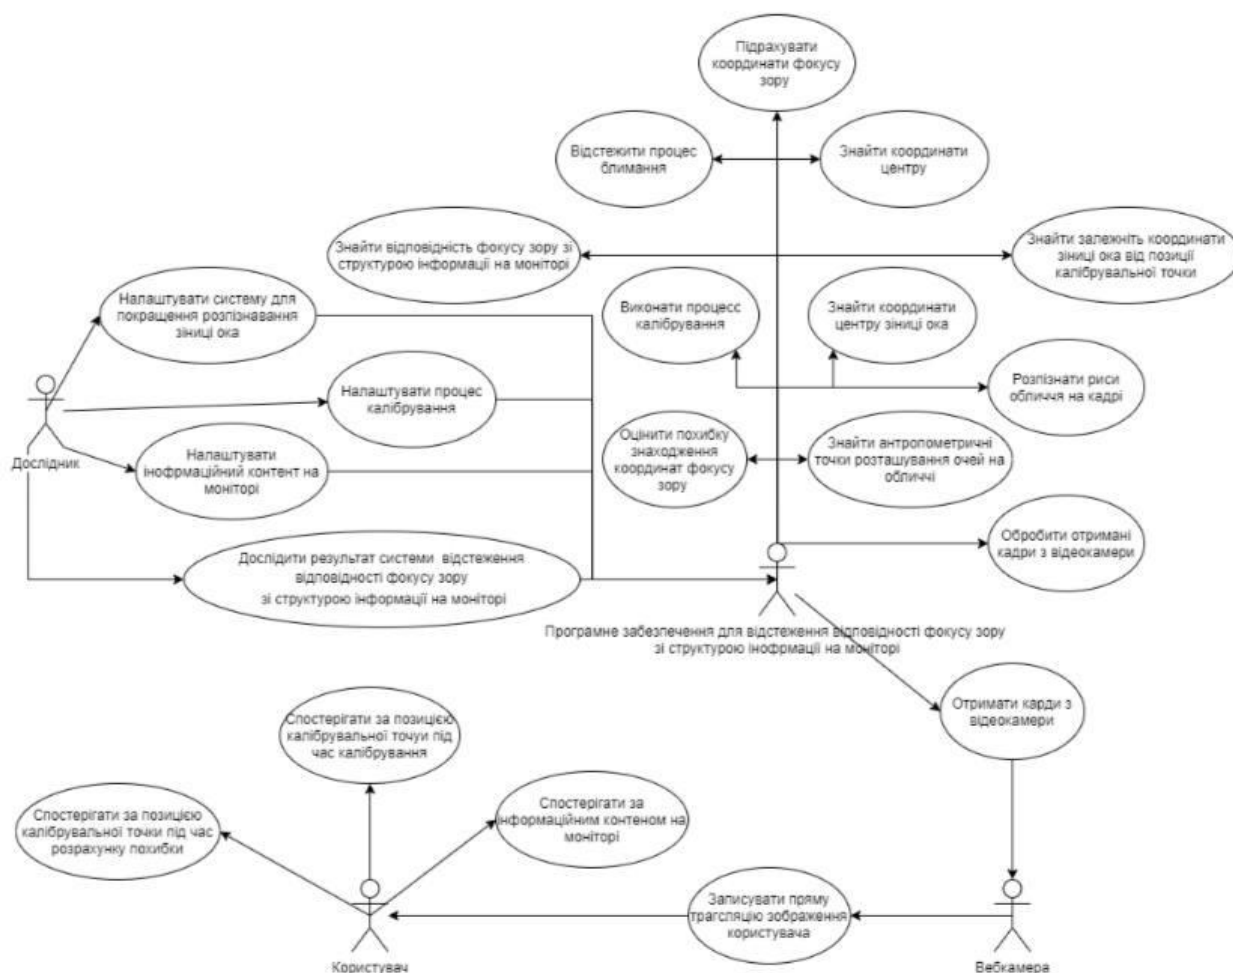 Підрахувати
координати фокусу
зору
Відстежити процес
блимання
Знайти координати
центру
Знайти відповідність фокусу зору зі
структурою інформації на моніторі
Знайти залежніть координати
зіниці ока від позиції
калібрувальної точки
Налаштувати систему для
покращення розпізнавання
зіниці ока
Виконати процесс
калібрування
Знайти координати
центру зіниці ока
Налаштувати процес
калібрування
Розпізнати риси
обличчя на кадрі
Дослідник
Налаштувати
інофрмаційний контент на
моніторі
Оцінити похибку
знаходження
координат фокусу
зору
Знайти антропометричні
точки розташування очей на
обличчі
Обробити отримані
кадри з відеокамери
Дослідити результат системи відстеження
відповідності фокусу зору
зі структурою інформації на моніторі
Програмне забезпечення для відстеження відповідності фокусу зору
зі структурою інофрмації на моніторі
Отримати карди з
відеокамери
Спостерігати за позицією
калібрувальної точуи під
час калібрування
Спостерігати за позицією
калібрувальної точки під час
розрахунку похибки
Спостерігати за
інформаційним контеном на
моніторі
Записувати пряму
трагсляцію зображення
користувача
Користувач
Вебкамера